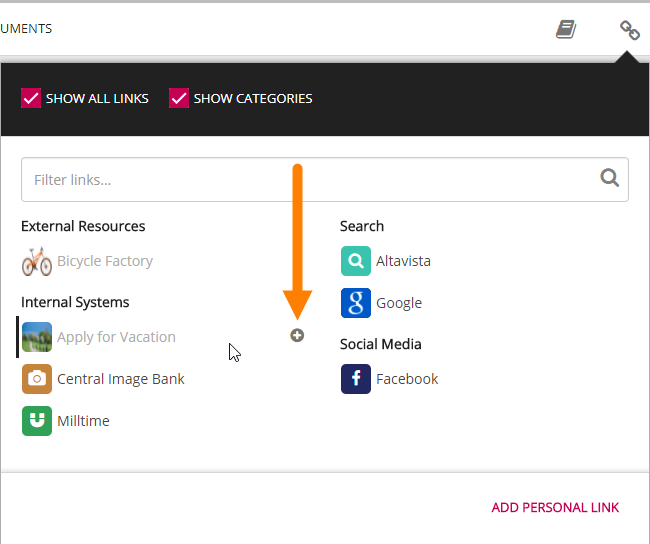 UMENTS
SHOW ALL LINKS
SHOW CATEGORIES
Filter links...
External Resources
Bicycle Factory
Internal Systems
Apply for Vacation
Central Image Bank
Milltime
Search
Altavista
Google
Social Media
Facebook
ADD PERSONAL LINK